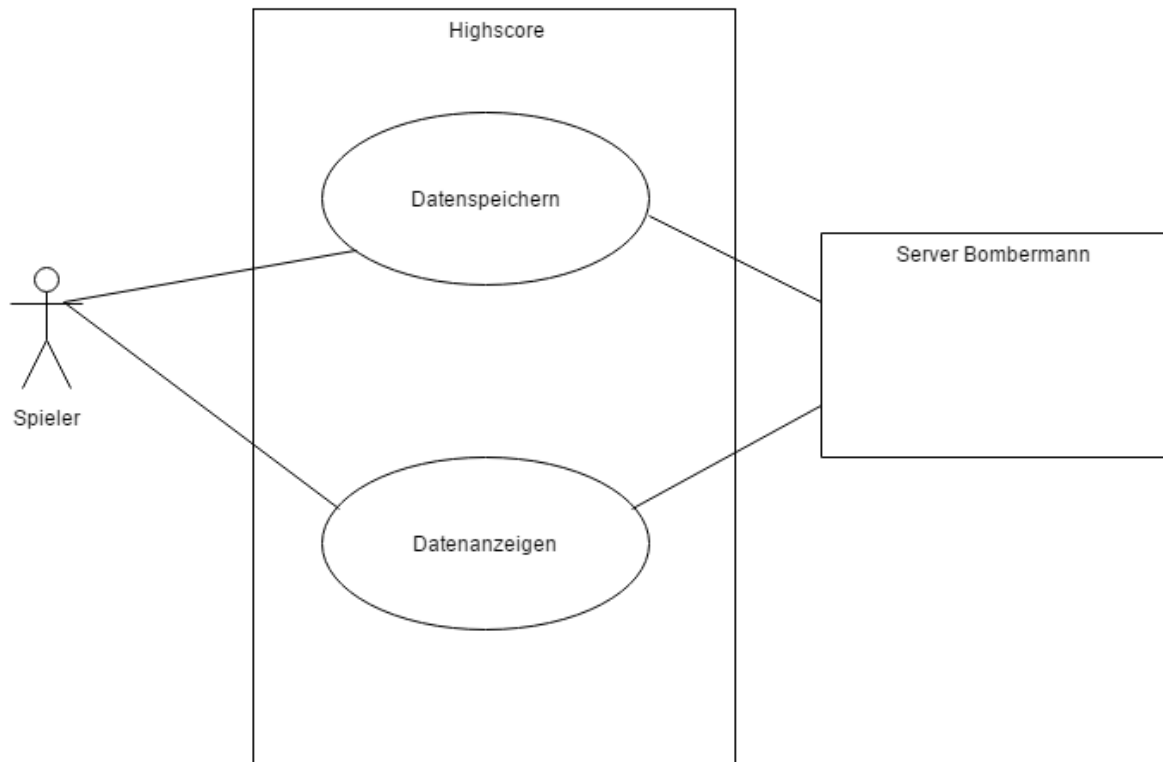 Highscore
Datenspeichern
Server Bombermann
Spieler
Datenanzeigen